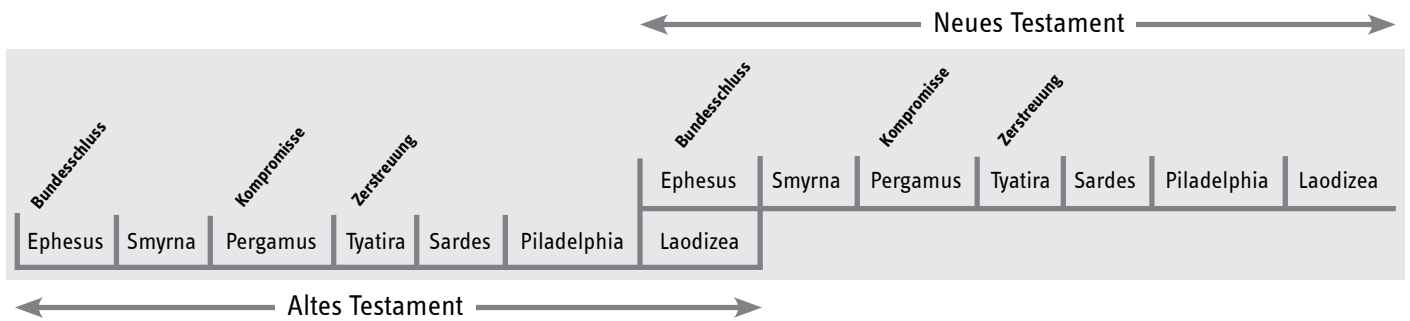 Neues Testament
Bundesschluss Kompromisse Zerstreuung
Ephesus Smyrna Pergamus Tyatira Sardes Piladelphia Laodizea
Bundesschluss Kompromisse Zerstreuung
Ephesus Smyrna Pergamus Tyatira Sardes Piladelphia Laodizea
Altes Testament